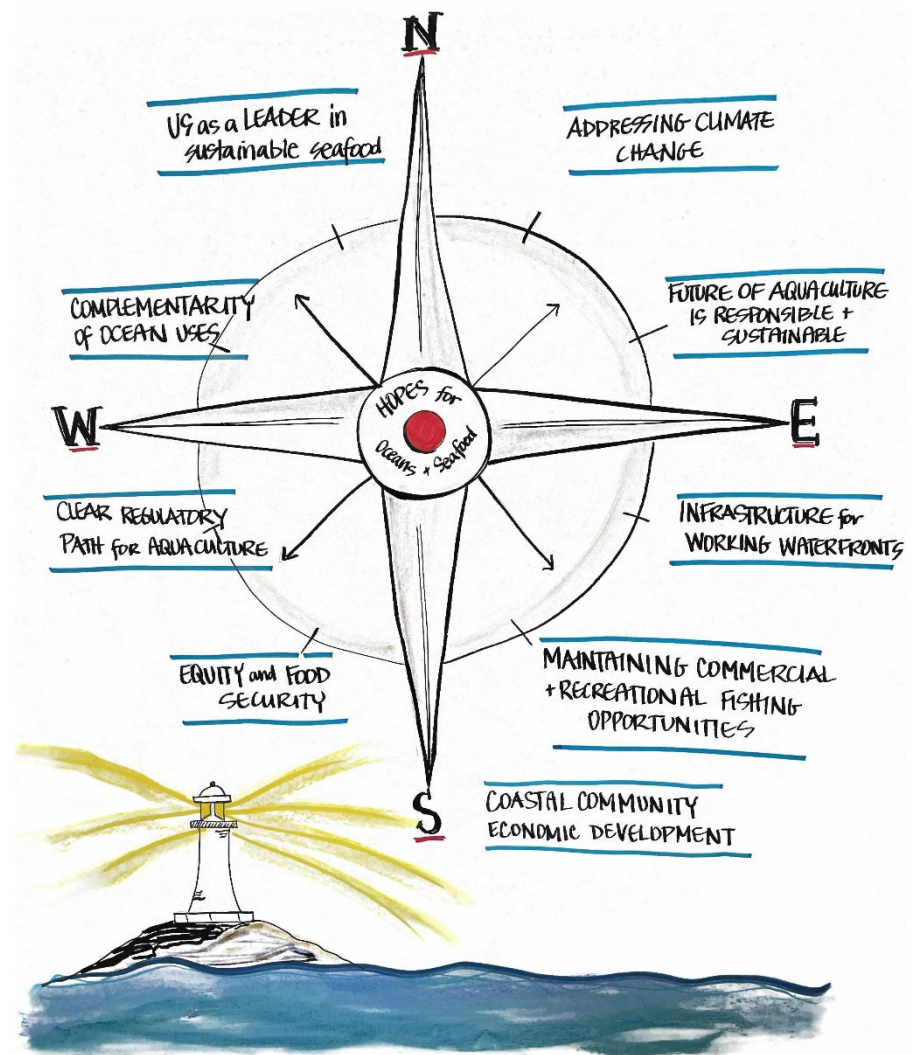 N
US as a LEADER in
sustainable seafood
ADDRESSING CLIMATE
CHANGE
COMPLEMENTARITY
OF OCEAN USES
FUTURE OF AQUACULTURE
IS RESPONSIBLE +
SUSTAINABLE
HOPES for
Oceans + Seafood
W
E
CLEAR REGULATORY
PATH for AQUACULTURE
INFRASTRUCTURE for
WORKING WATERFRONTS
EQUITY and FOOD
SECURITY
MAINTAINING COMMERCIAL
+ RECREATIONAL FISHING
OPPORTUNITIES
S
COASTAL COMMUNITY
ECONOMIC DEVELOPMENT